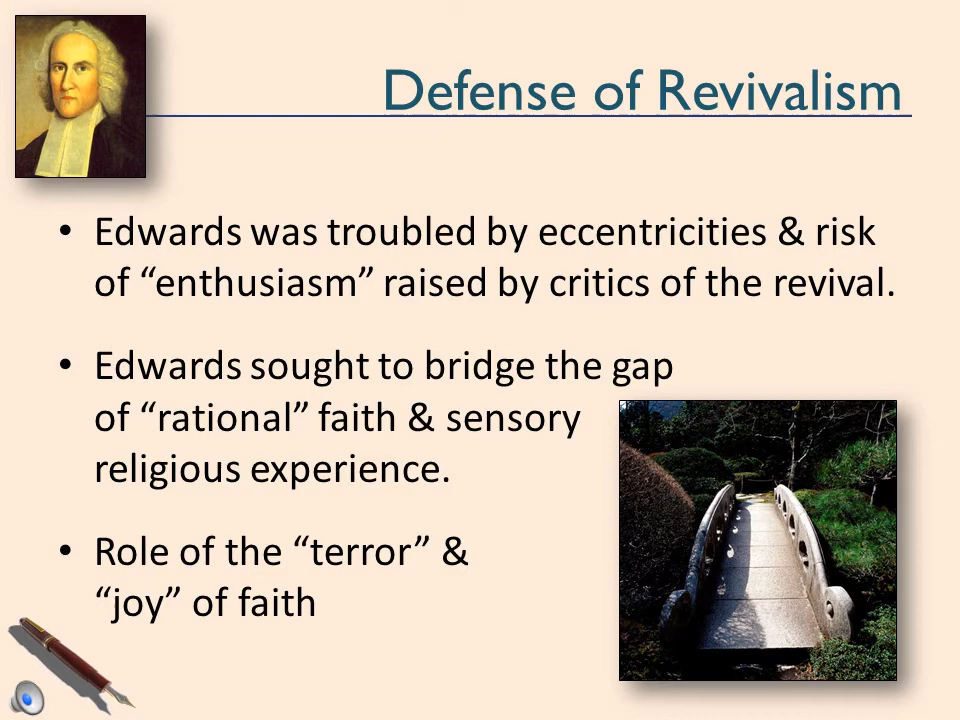 Defense of Revivalism
• Edwards was troubled by eccentricities & risk
of “enthusiasm” raised by critics of the revival.
• Edwards sought to bridge the gap
of “rational” faith & sensory
religious experience.
• Role of the “terror” &
“joy” of faith